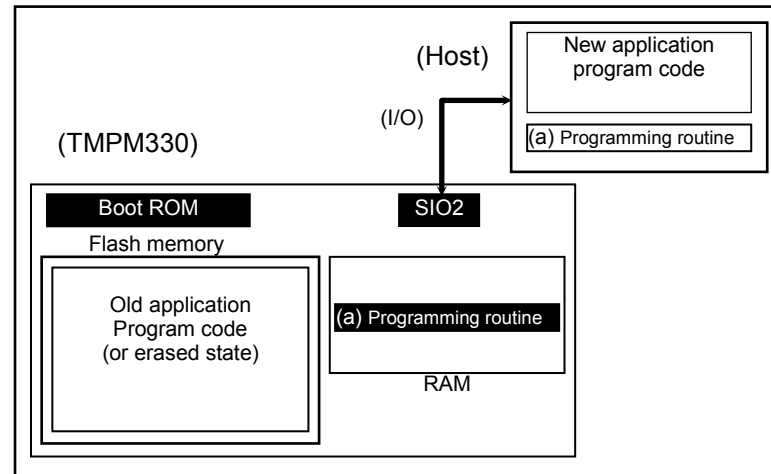 (Host)
New application
program code
(I/O)
(a) Programming routine
(TMPM330)
Boot ROM
SIO2
Flash memory
Old application
Program code
(or erased state)
(a) Programming routine
RAM